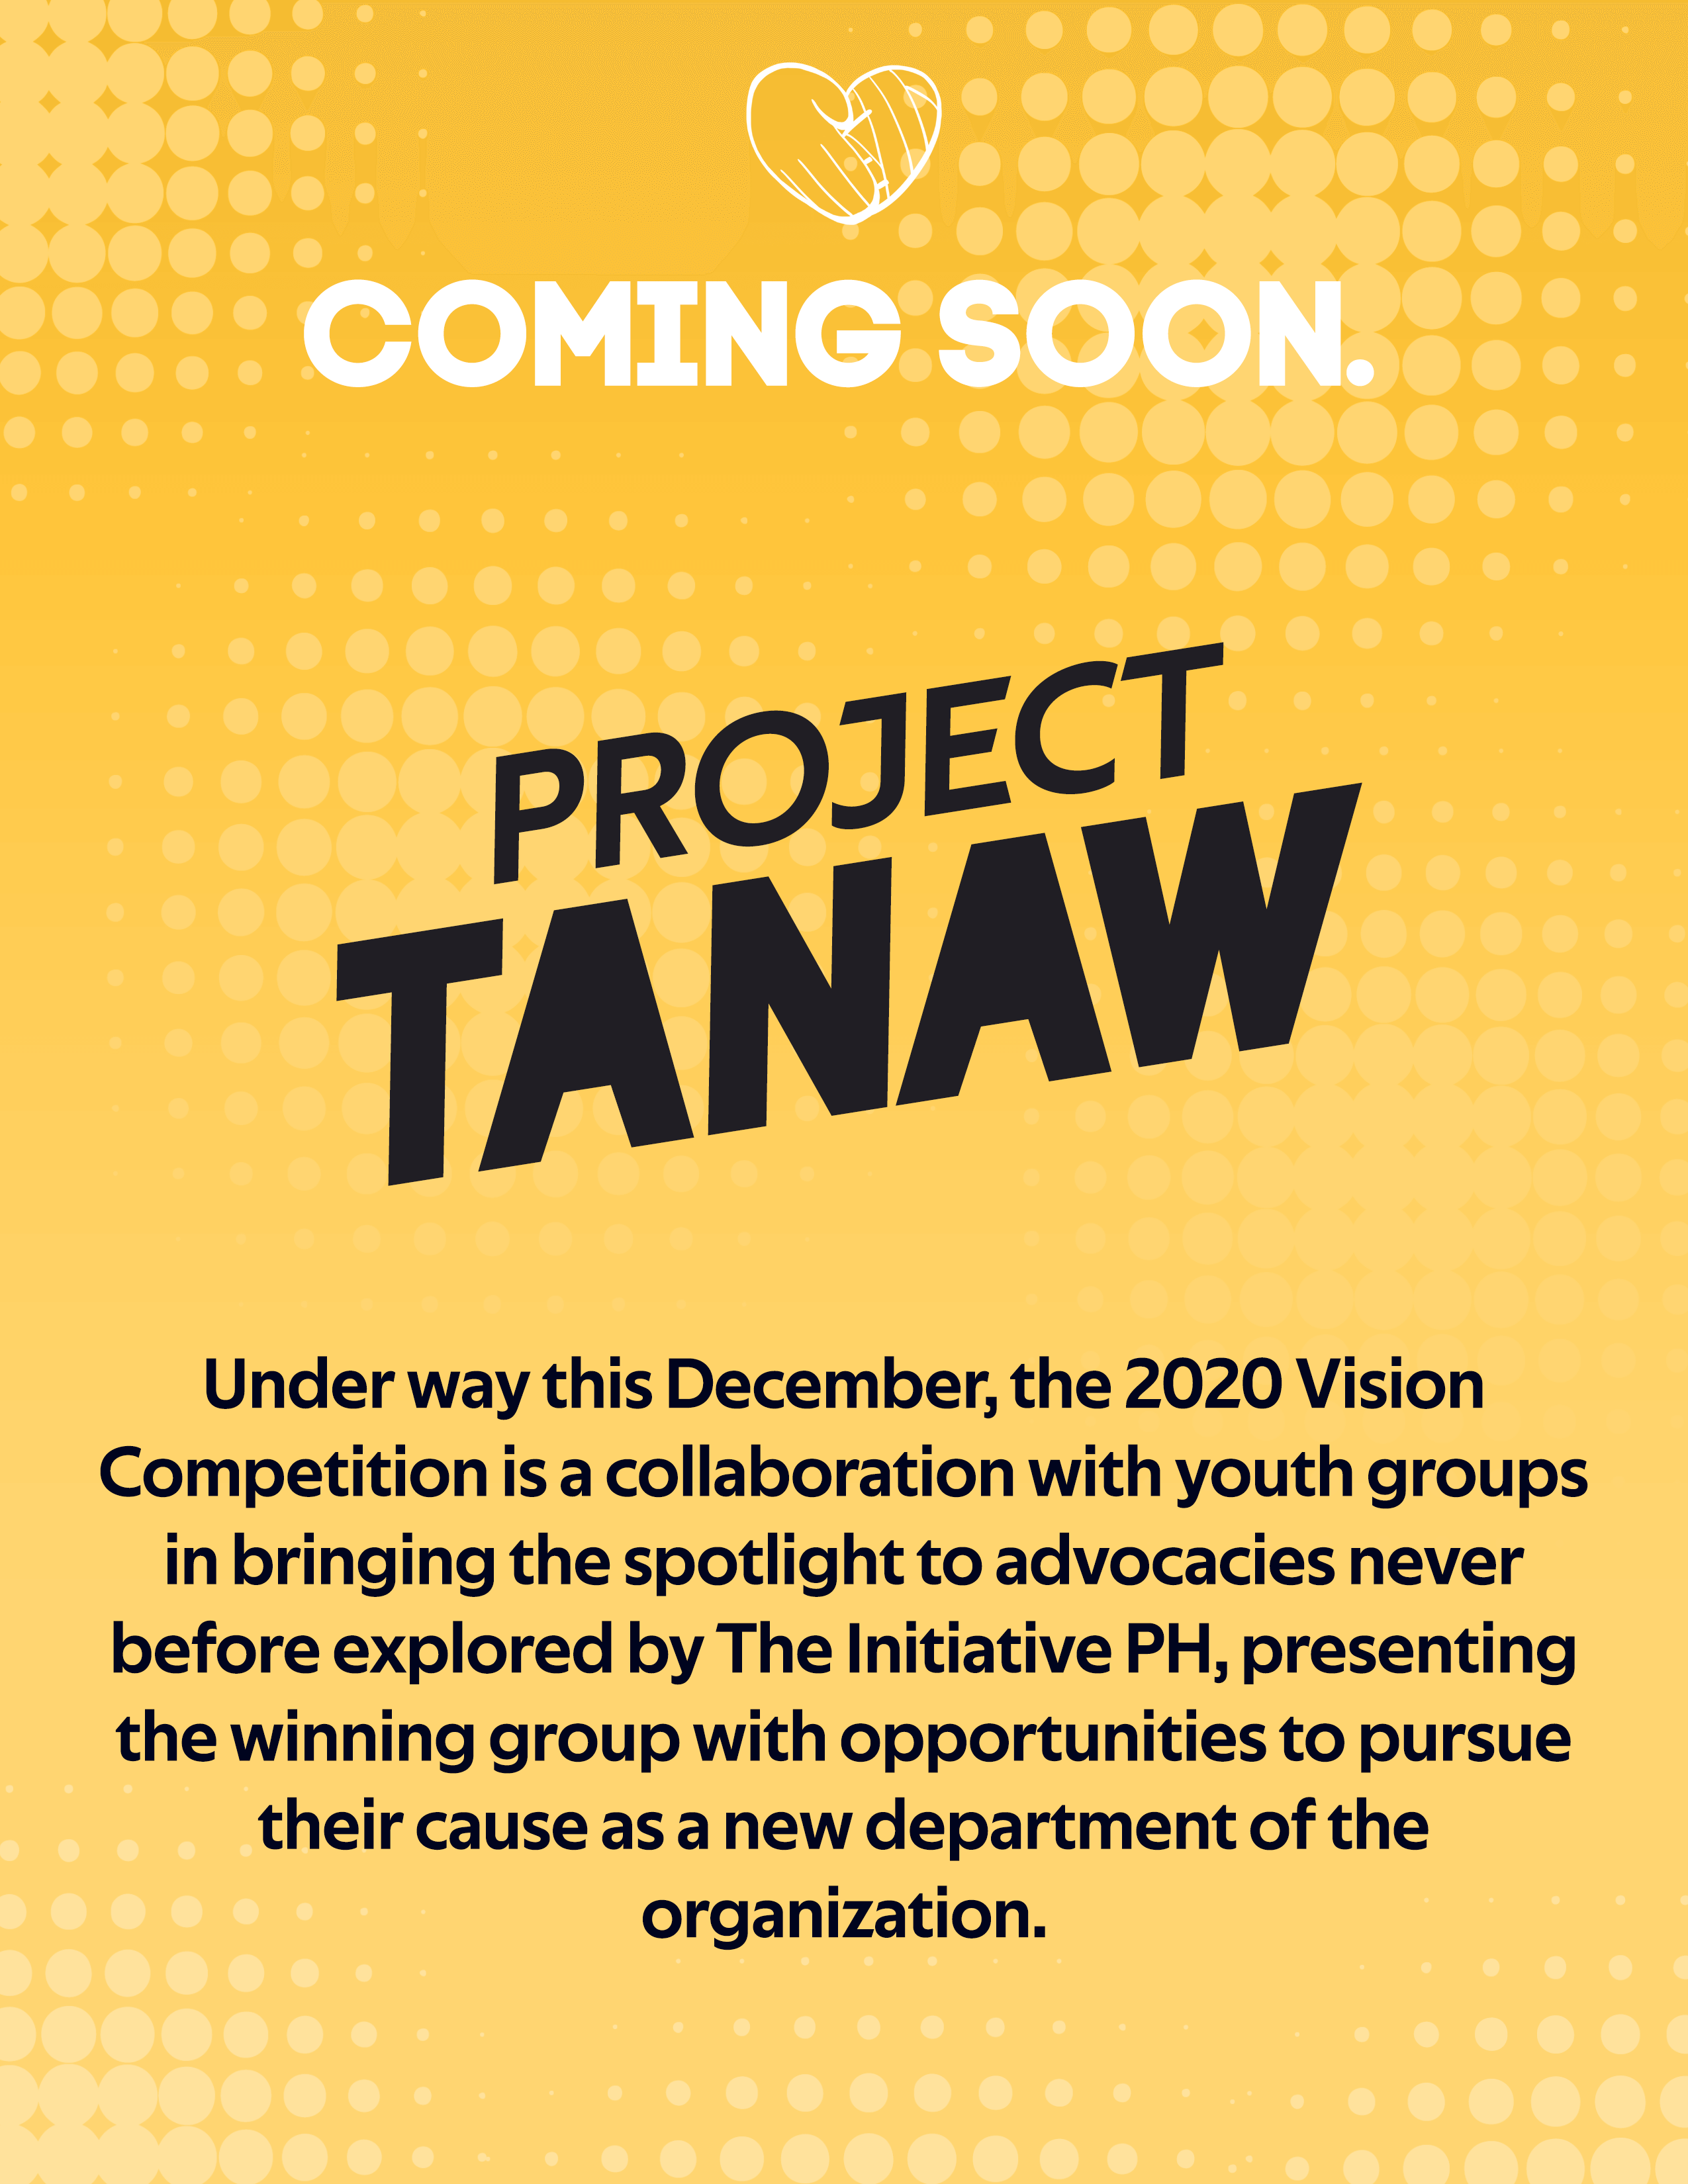 COMING SOON.
PROJECT
TANAW
Under way this December, the 2020 Vision
Competition is a collaboration with youth groups
in bringing the spotlight to advocacies never
before explored by The Initiative PH, presenting
the winning group with opportunities to pursue
their cause as a new department of the
organization.